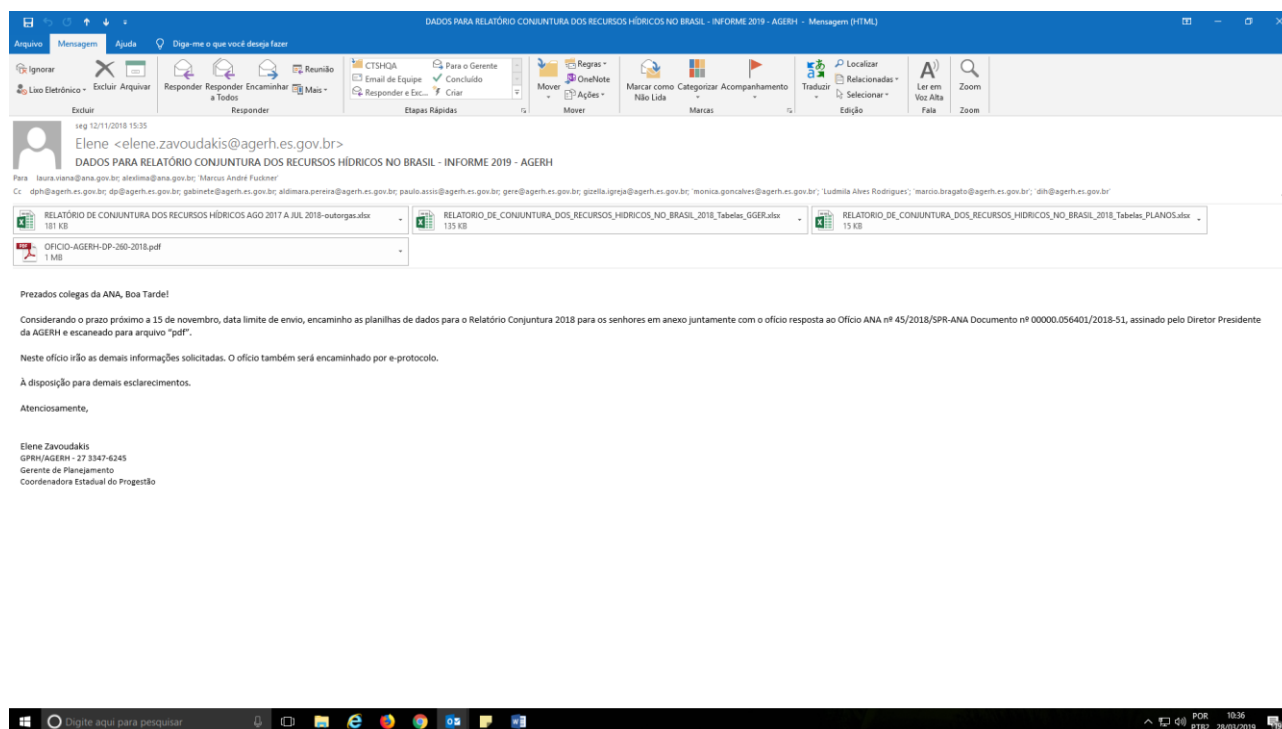 DADOS PARA RELATÓRIO CONJUNTURA DOS RECURSOS HÍDRICOS NO BRASIL - INFORME 2019 - AGERH - Mensagem (HTML)
Arquivo Mensagem Ajuda Diga-me o que você deseja fazer
Ignorar
Lixo Eletrônico
Excluir Arquivar
Responder Responder a Todos Encaminhar
Reunião
Mais
CTSHQA
Email de Equipe
Responder e Exc...
Para o Gerente
Concluído
Criar
Mover
Regras
OneNote
Ações
Marcar como Não Lida Categorizar Acompanhamento
Traduzir
Localizar
Relacionadas
Selecionar
Ler em Voz Alta
Zoom
Excluir Responder Etapas Rápidas Mover Marcas Edição Fala Zoom
seg 12/11/2018 15:35
Elene <elene.zavoudakis@agerh.es.gov.br>
DADOS PARA RELATÓRIO CONJUNTURA DOS RECURSOS HÍDRICOS NO BRASIL - INFORME 2019 - AGERH
Para laura.viana@ana.gov.br; alexlima@ana.gov.br; 'Marcus André Fuckner'
Cc dph@agerh.es.gov.br; dp@agerh.es.gov.br; gabinete@agerh.es.gov.br; aldimara.pereira@agerh.es.gov.br; paulo.assis@agerh.es.gov.br; gere@agerh.es.gov.br; gizella.igreja@agerh.es.gov.br; 'monica.goncalves@agerh.es.gov.br'; 'Ludmila Alves Rodrigues'; 'marcio.bragato@agerh.es.gov.br'; 'dih@agerh.es.gov.br'
RELATÓRIO DE CONJUNTURA DOS RECURSOS HÍDRICOS AGO 2017 A JUL 2018-outorgas.xlsx
181 KB
RELATORIO_DE_CONJUNTURA_DOS_RECURSOS_HIDRICOS_NO_BRASIL_2018_Tabelas_GGER.xlsx
135 KB
RELATORIO_DE_CONJUNTURA_DOS_RECURSOS_HIDRICOS_NO_BRASIL_2018_Tabelas_PLANOS.xlsx
15 KB
OFICIO-AGERH-DP-260-2018.pdf
1 MB
Prezados colegas da ANA, Boa Tarde!
Considerando o prazo próximo a 15 de novembro, data limite de envio, encaminho as planilhas de dados para o Relatório Conjuntura 2018 para os senhores em anexo juntamente com o ofício resposta ao Ofício ANA nº 45/2018/SPR-ANA Documento nº 00000.056401/2018-51, assinado pelo Diretor Presidente
da AGERH e escaneado para arquivo "pdf".
Neste ofício irão as demais informações solicitadas. O ofício também será encaminhado por e-protocolo.
À disposição para demais esclarecimentos.
Atenciosamente,
Elene Zavoudakis
GPRH/AGERH - 27 3347-6245
Gerente de Planejamento
Coordenadora Estadual do Progestão
Digite aqui para pesquisar
POR 10:36
PTB2 28/03/2019